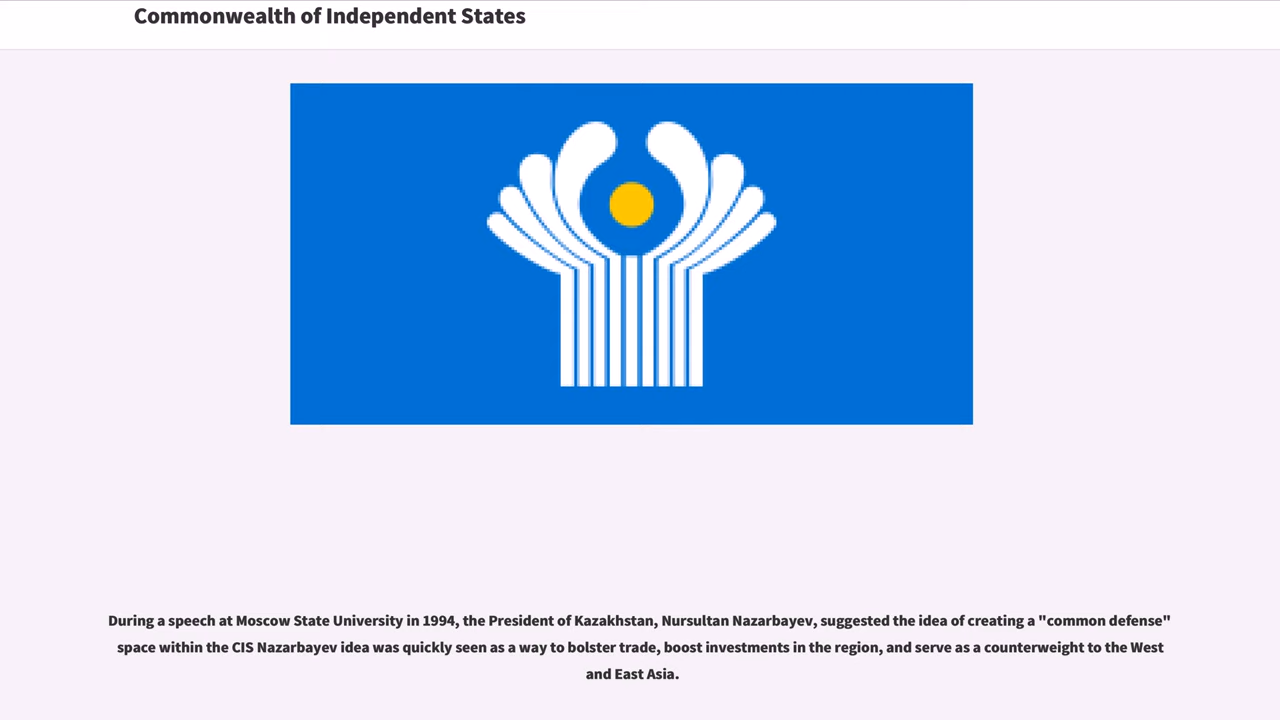 Commonwealth of Independent States
During a speech at Moscow State University in 1994, the President of Kazakhstan, Nursultan Nazarbayev, suggested the idea of creating a "common defense"
space within the CIS Nazarbayev idea was quickly seen as a way to bolster trade, boost investments in the region, and serve as a counterweight to the West
and East Asia.